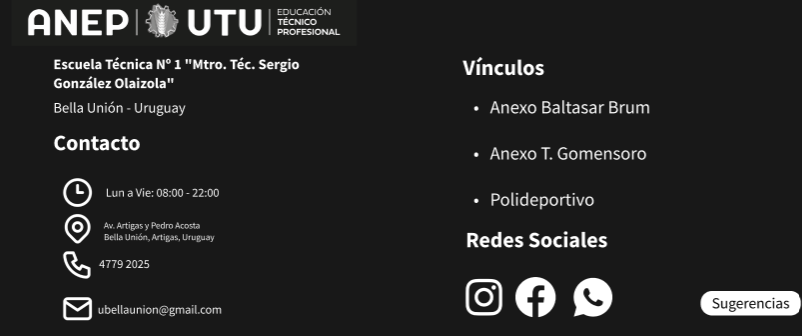 ANEP UTU EDUCACIÓN
TÉCNICO
PROFESIONAL
Escuela Técnica Nº 1 "Mtro. Téc. Sergio
González Olaizola"
Bella Unión - Uruguay
Contacto
Lun a Vie: 08:00 - 22:00
Av. Artigas y Pedro Acosta
Bella Unión, Artigas, Uruguay
4779 2025
ubellaunion@gmail.com
Vínculos
• Anexo Baltasar Brum
• Anexo T. Gomensoro
• Polideportivo
Redes Sociales
Sugerencias